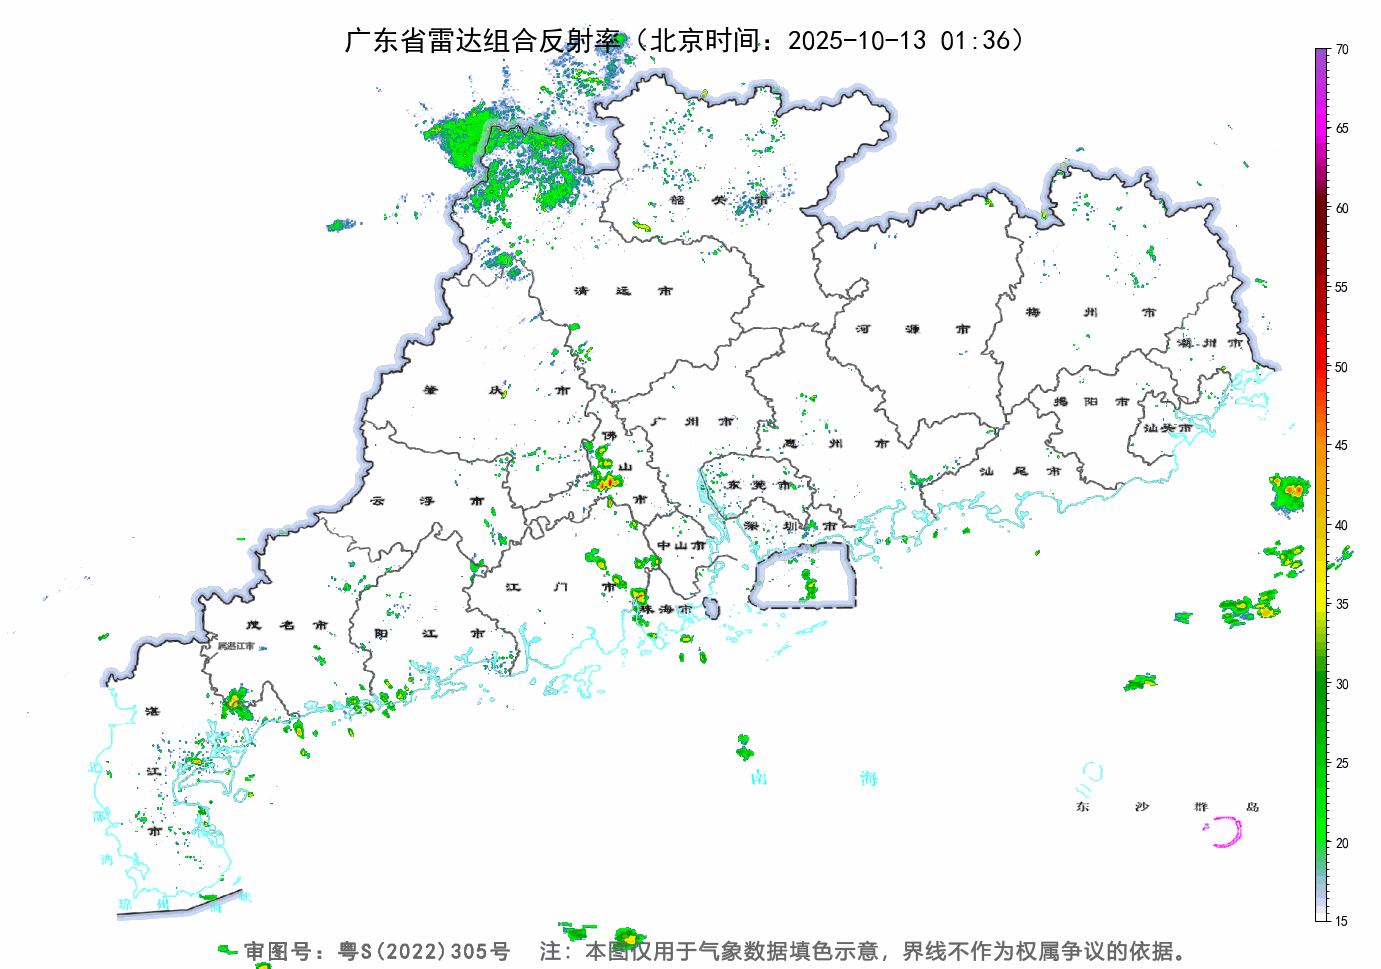 广东省雷达组合反射率（北京时间：2025-10-13 01:36）
70
65
60
55
50
45
40
35
30
25
20
15
韶关市
清远市
河源市
梅州市
潮州市
肇庆市
广州市
惠州市
揭阳市
汕头市
佛山市
东莞市
汕尾市
云浮市
深圳市
中山市
江门市
珠海市
茂名市
阳江市
属湛江市
湛江市
北部湾
南海
东沙群岛
琼州海峡
审图号：粤S(2022)305号 注：本图仅用于气象数据填色示意，界线不作为权属争议的依据。